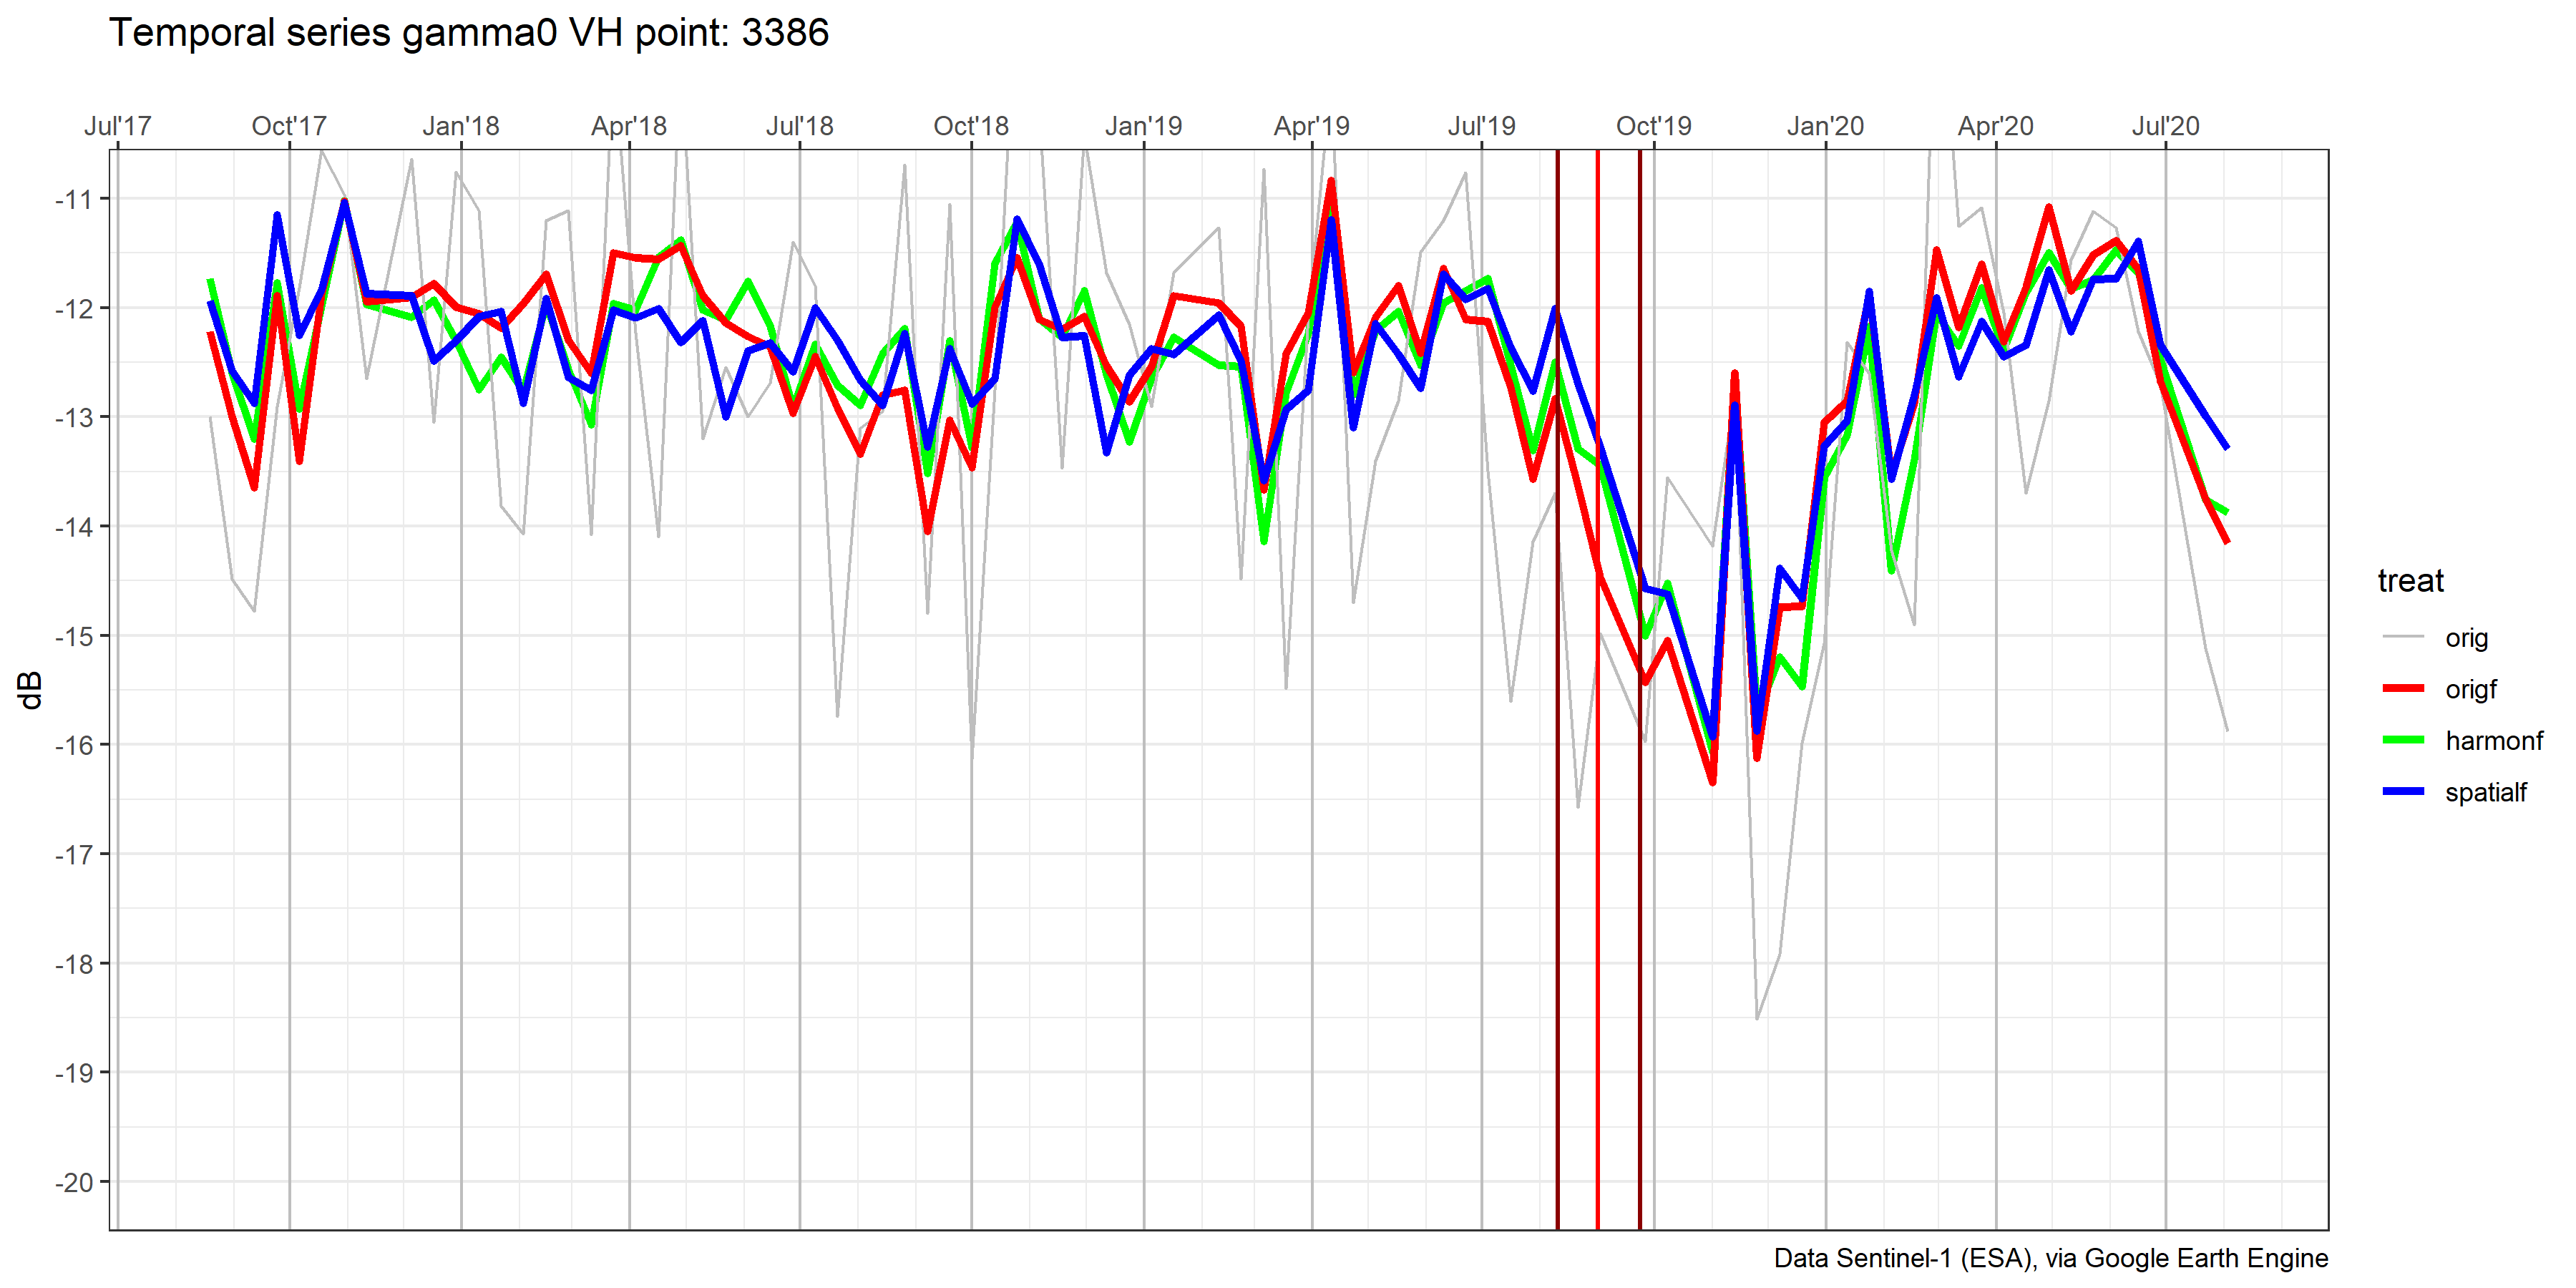 Temporal series gamma0 VH point: 3386
Jul'17 Oct'17 Jan'18 Apr'18 Jul'18 Oct'18 Jan'19 Apr'19 Jul'19 Oct'19 Jan'20 Apr'20 Jul'20
-11
-12
-13
-14
-15
-16
-17
-18
-19
-20
dB
treat
orig
origf
harmonf
spatialf
Data Sentinel-1 (ESA), via Google Earth Engine